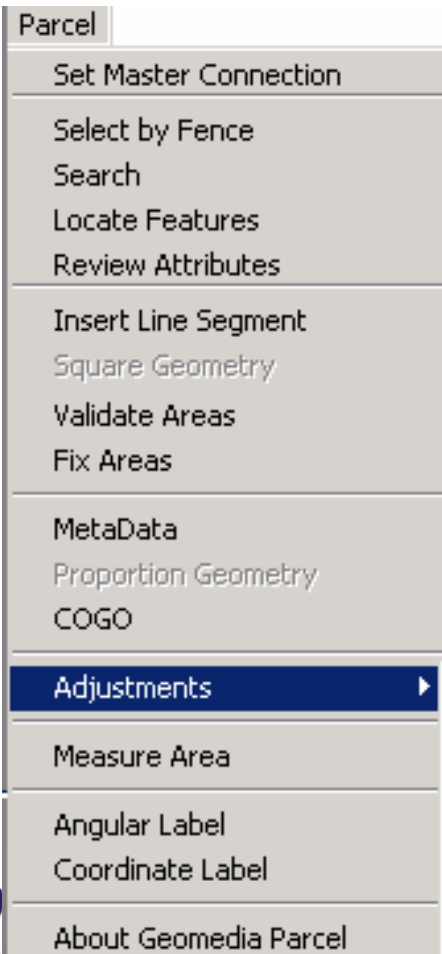 Parcel
Set Master Connection
Select by Fence
Search
Locate Features
Review Attributes
Insert Line Segment
Square Geometry
Validate Areas
Fix Areas
MetaData
Proportion Geometry
COGO
Adjustments
Measure Area
Angular Label
Coordinate Label
About Geomedia Parcel